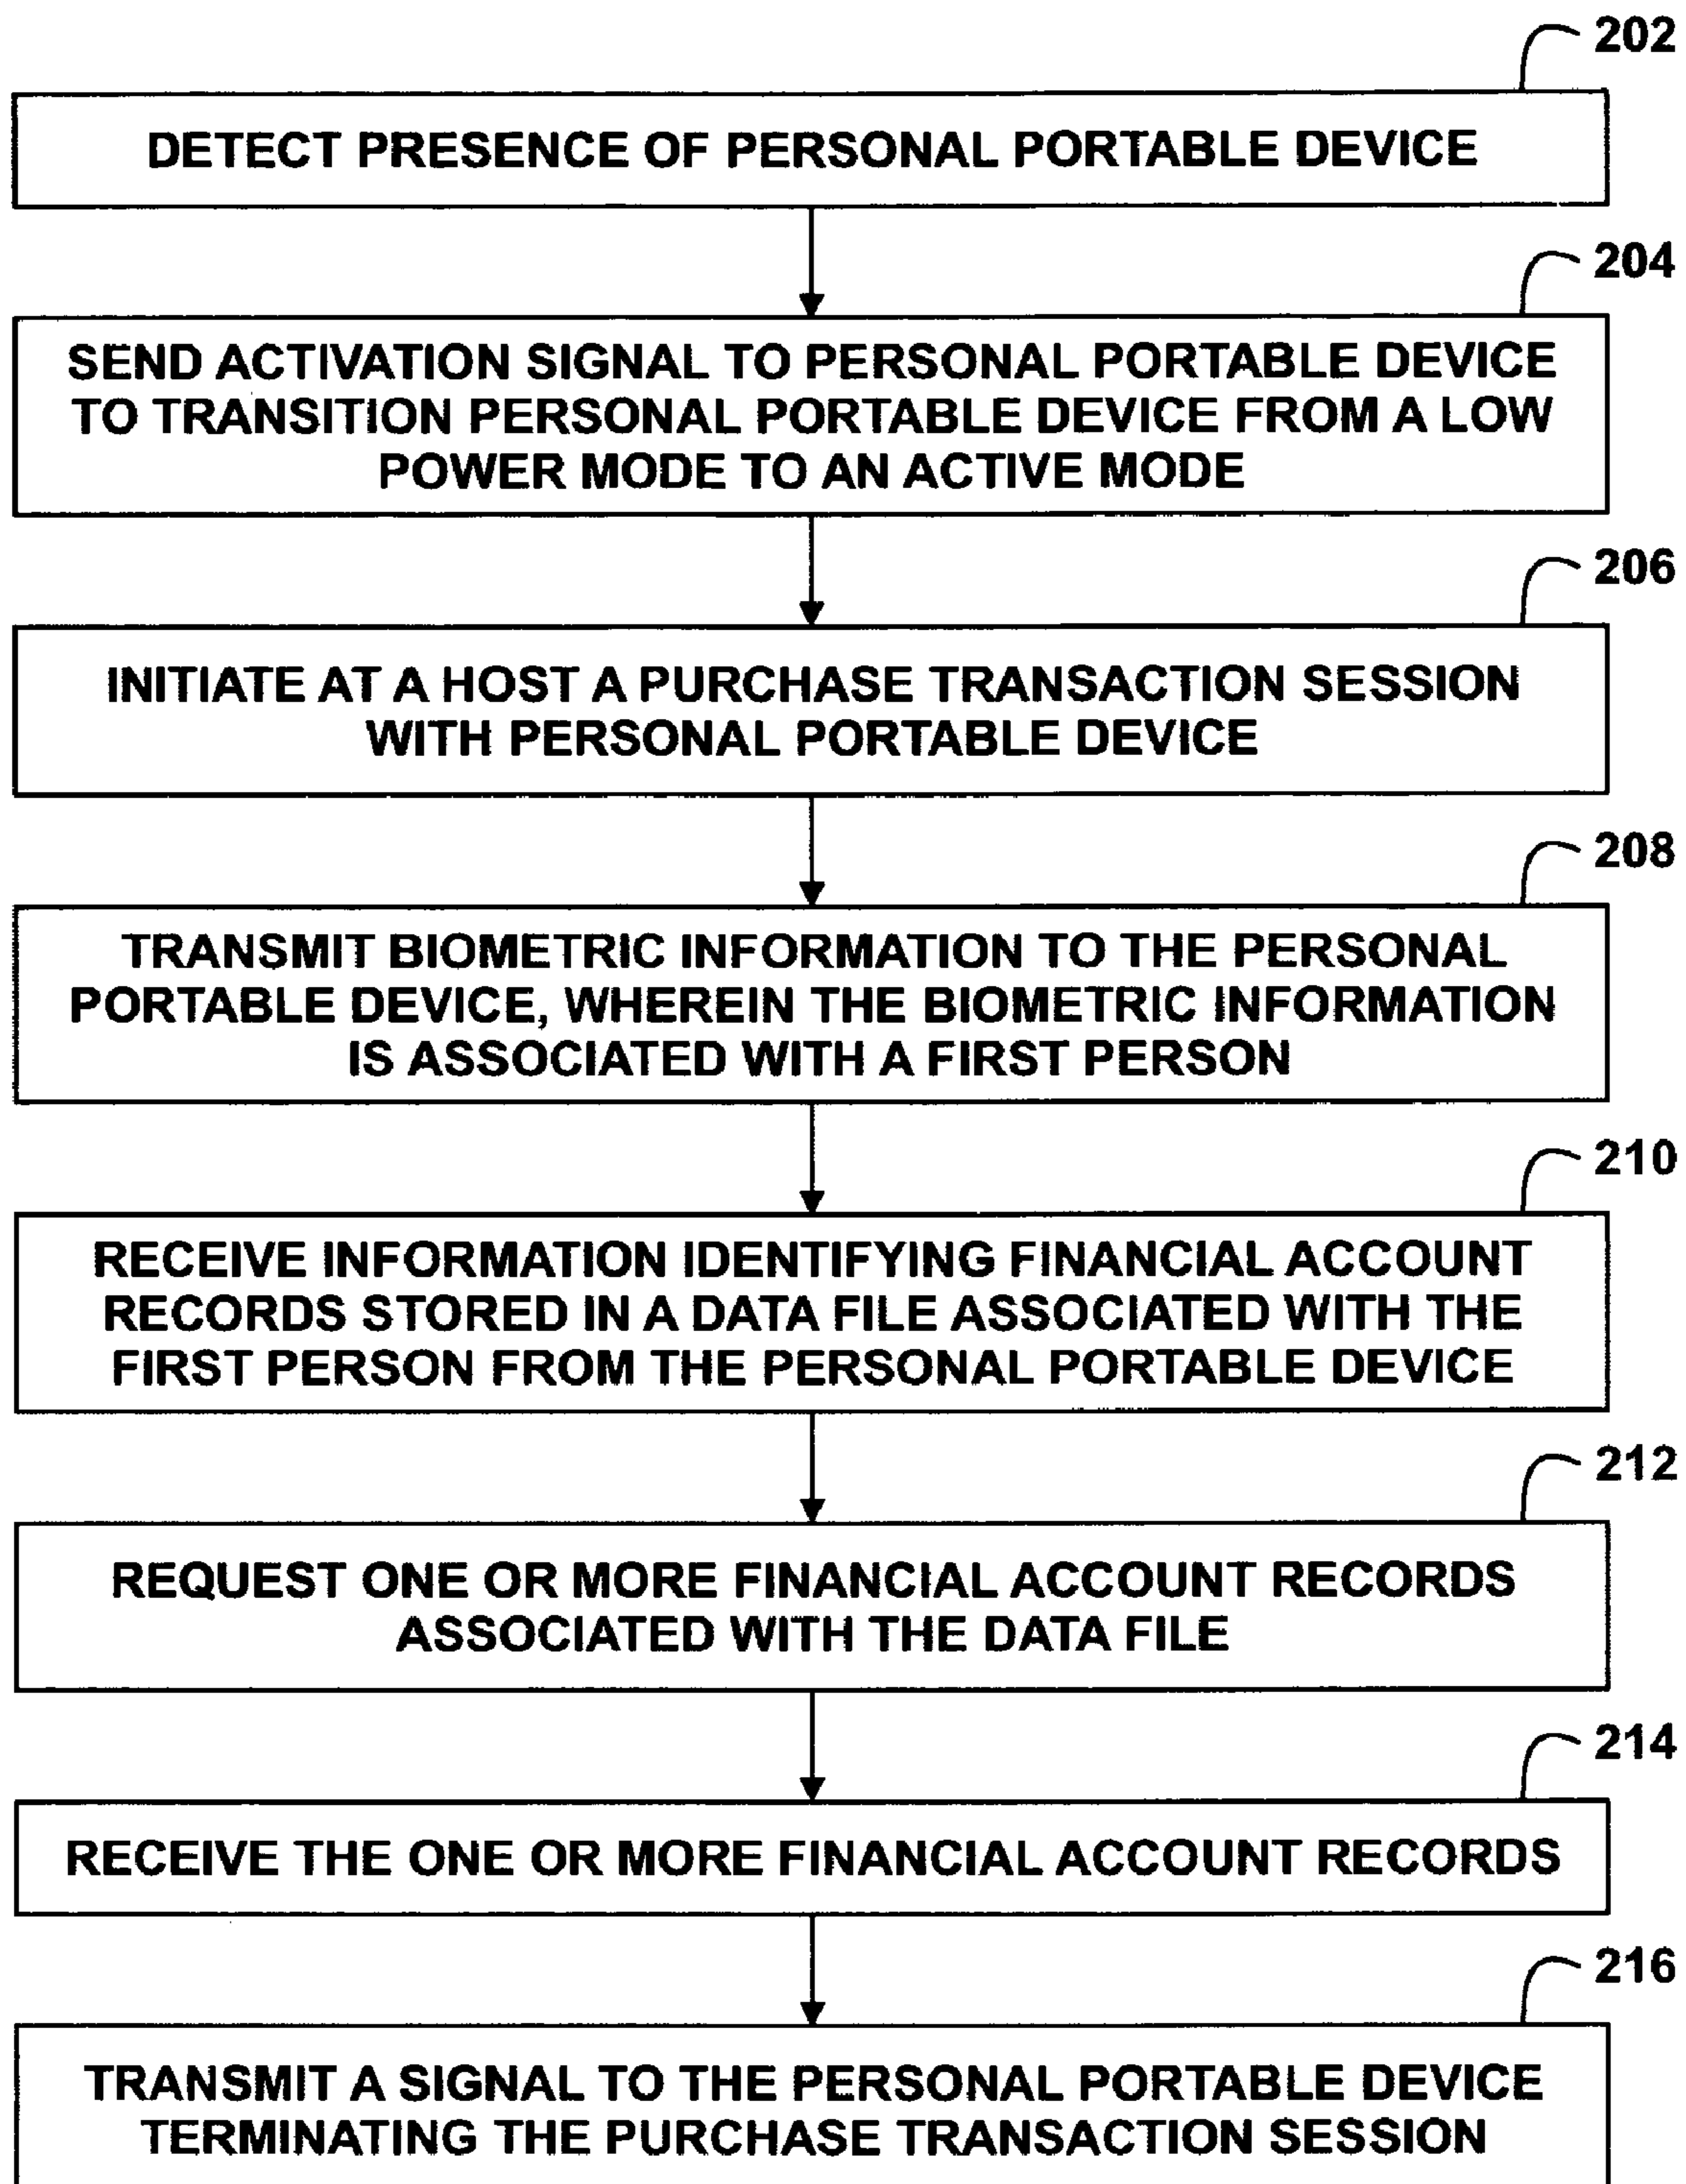 202
DETECT PRESENCE OF PERSONAL PORTABLE DEVICE
204
SEND ACTIVATION SIGNAL TO PERSONAL PORTABLE DEVICE
TO TRANSITION PERSONAL PORTABLE DEVICE FROM A LOW
POWER MODE TO AN ACTIVE MODE
206
INITIATE AT A HOST A PURCHASE TRANSACTION SESSION
WITH PERSONAL PORTABLE DEVICE
208
TRANSMIT BIOMETRIC INFORMATION TO THE PERSONAL
PORTABLE DEVICE, WHEREIN THE BIOMETRIC INFORMATION
IS ASSOCIATED WITH A FIRST PERSON
210
RECEIVE INFORMATION IDENTIFYING FINANCIAL ACCOUNT
RECORDS STORED IN A DATA FILE ASSOCIATED WITH THE
FIRST PERSON FROM THE PERSONAL PORTABLE DEVICE
212
REQUEST ONE OR MORE FINANCIAL ACCOUNT RECORDS
ASSOCIATED WITH THE DATA FILE
214
RECEIVE THE ONE OR MORE FINANCIAL ACCOUNT RECORDS
216
TRANSMIT A SIGNAL TO THE PERSONAL PORTABLE DEVICE
TERMINATING THE PURCHASE TRANSACTION SESSION